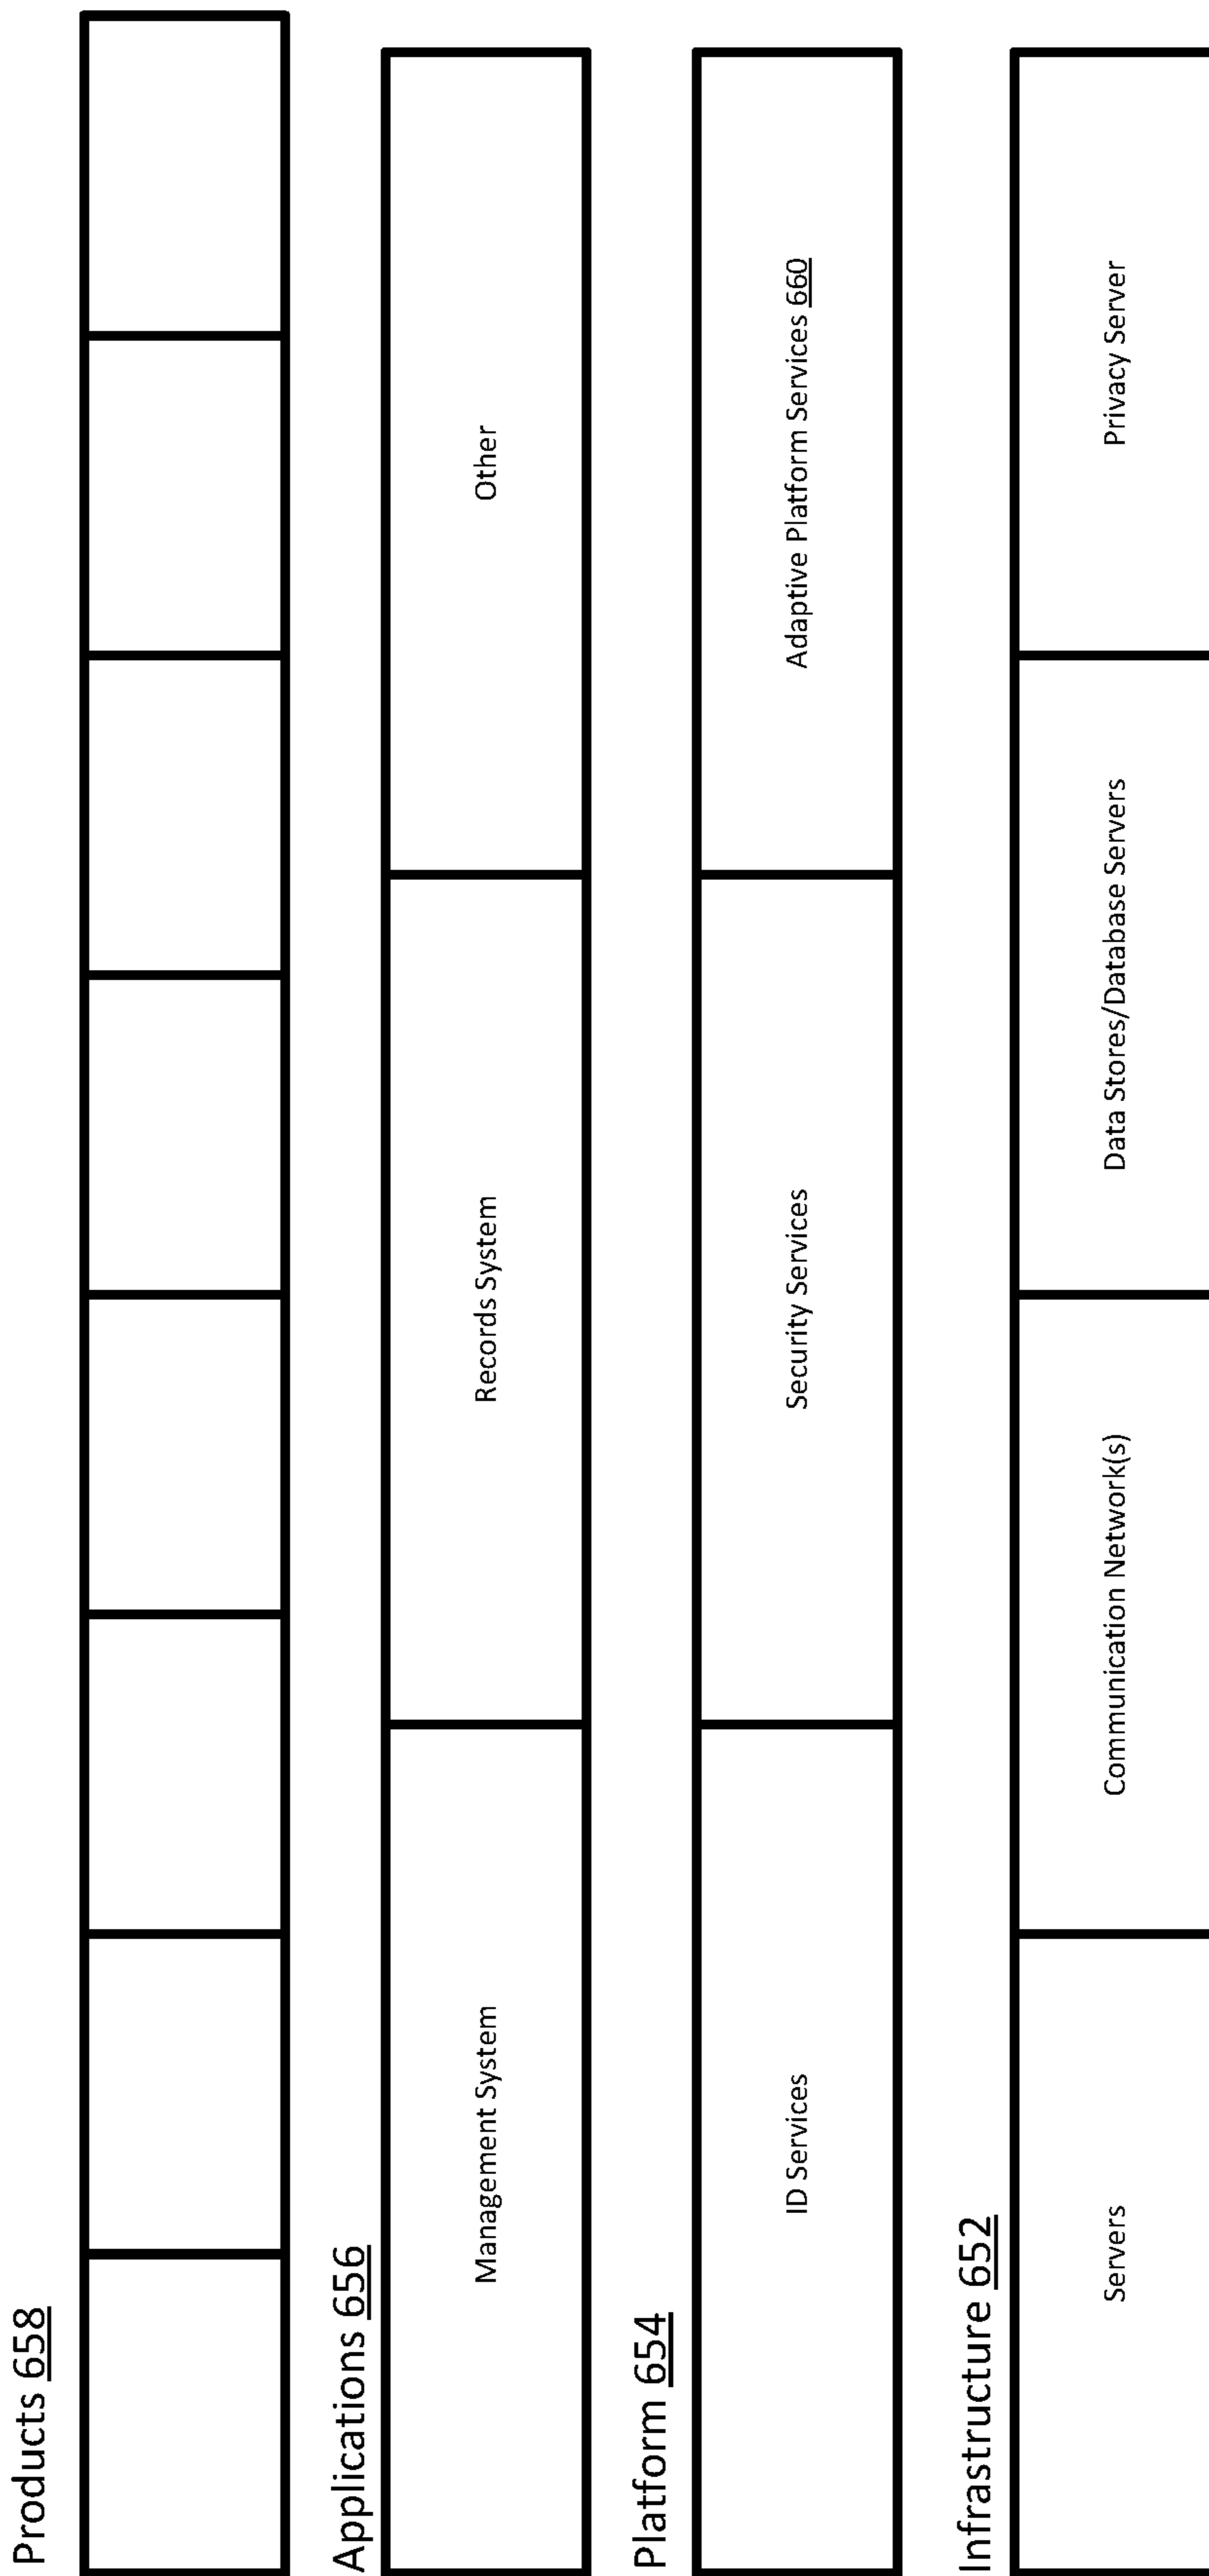 Products 658
Applications 656
Management System
Records System
Other
Platform 654
ID Services
Security Services
Adaptive Platform Services 660
Infrastructure 652
Servers
Communication Network(s)
Data Stores/Database Servers
Privacy Server